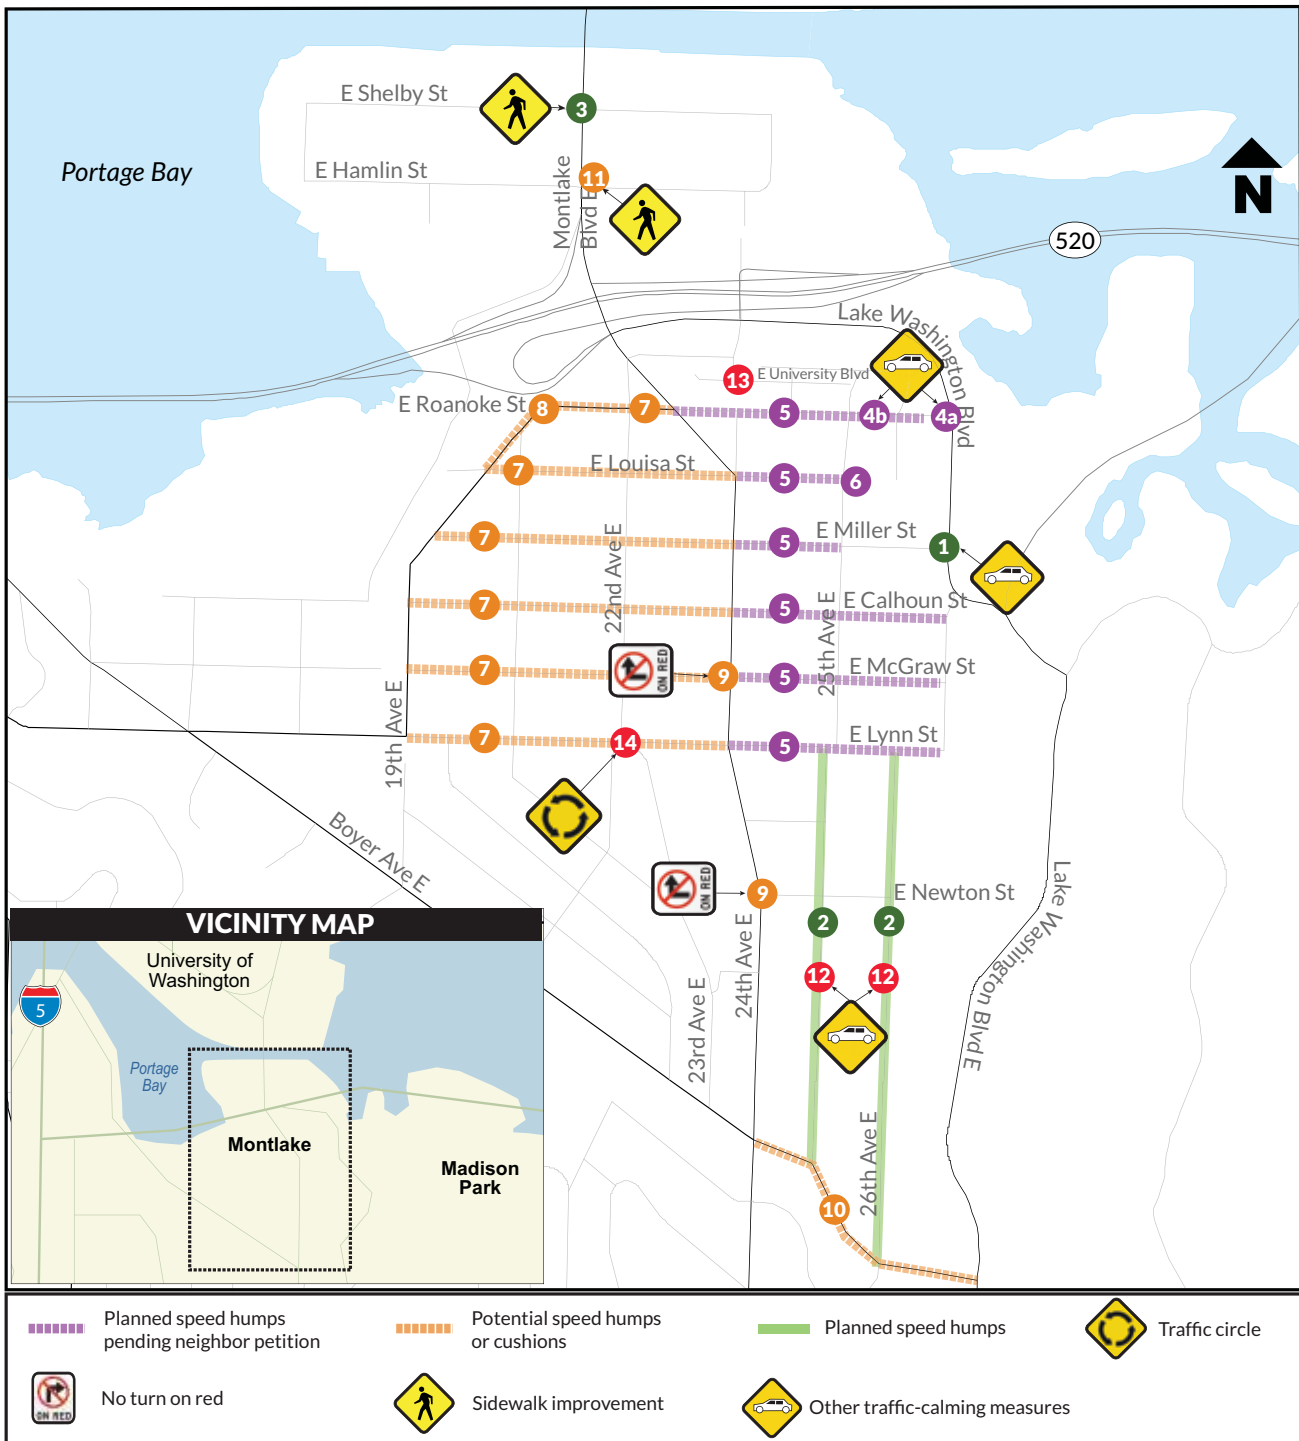 E Shelby St
3
E Hamlin St
11
Portage Bay
Montlake
Blvd E
N
520
Lake Washington Blvd
13
E University Blvd
E Roanoke St
8
7
5
4b
4a
7
E Louisa St
5
6
7
22nd Ave E
5
E Miller St
1
7
5
25th Ave E
E Calhoun St
7
ON RED
9
5
E McGraw St
19th Ave E
7
14
5
E Lynn St
Boyer Ave E
ON RED
9
E Newton St
24th Ave E
2
2
Lake Washington Blvd E
12
12
23rd Ave E
26th Ave E
10
VICINITY MAP
University of
Washington
5
Portage
Bay
Montlake
Madison
Park
Planned speed humps
pending neighbor petition
Potential speed humps
or cushions
Planned speed humps
Traffic circle
ON RED
No turn on red
Sidewalk improvement
Other traffic-calming measures